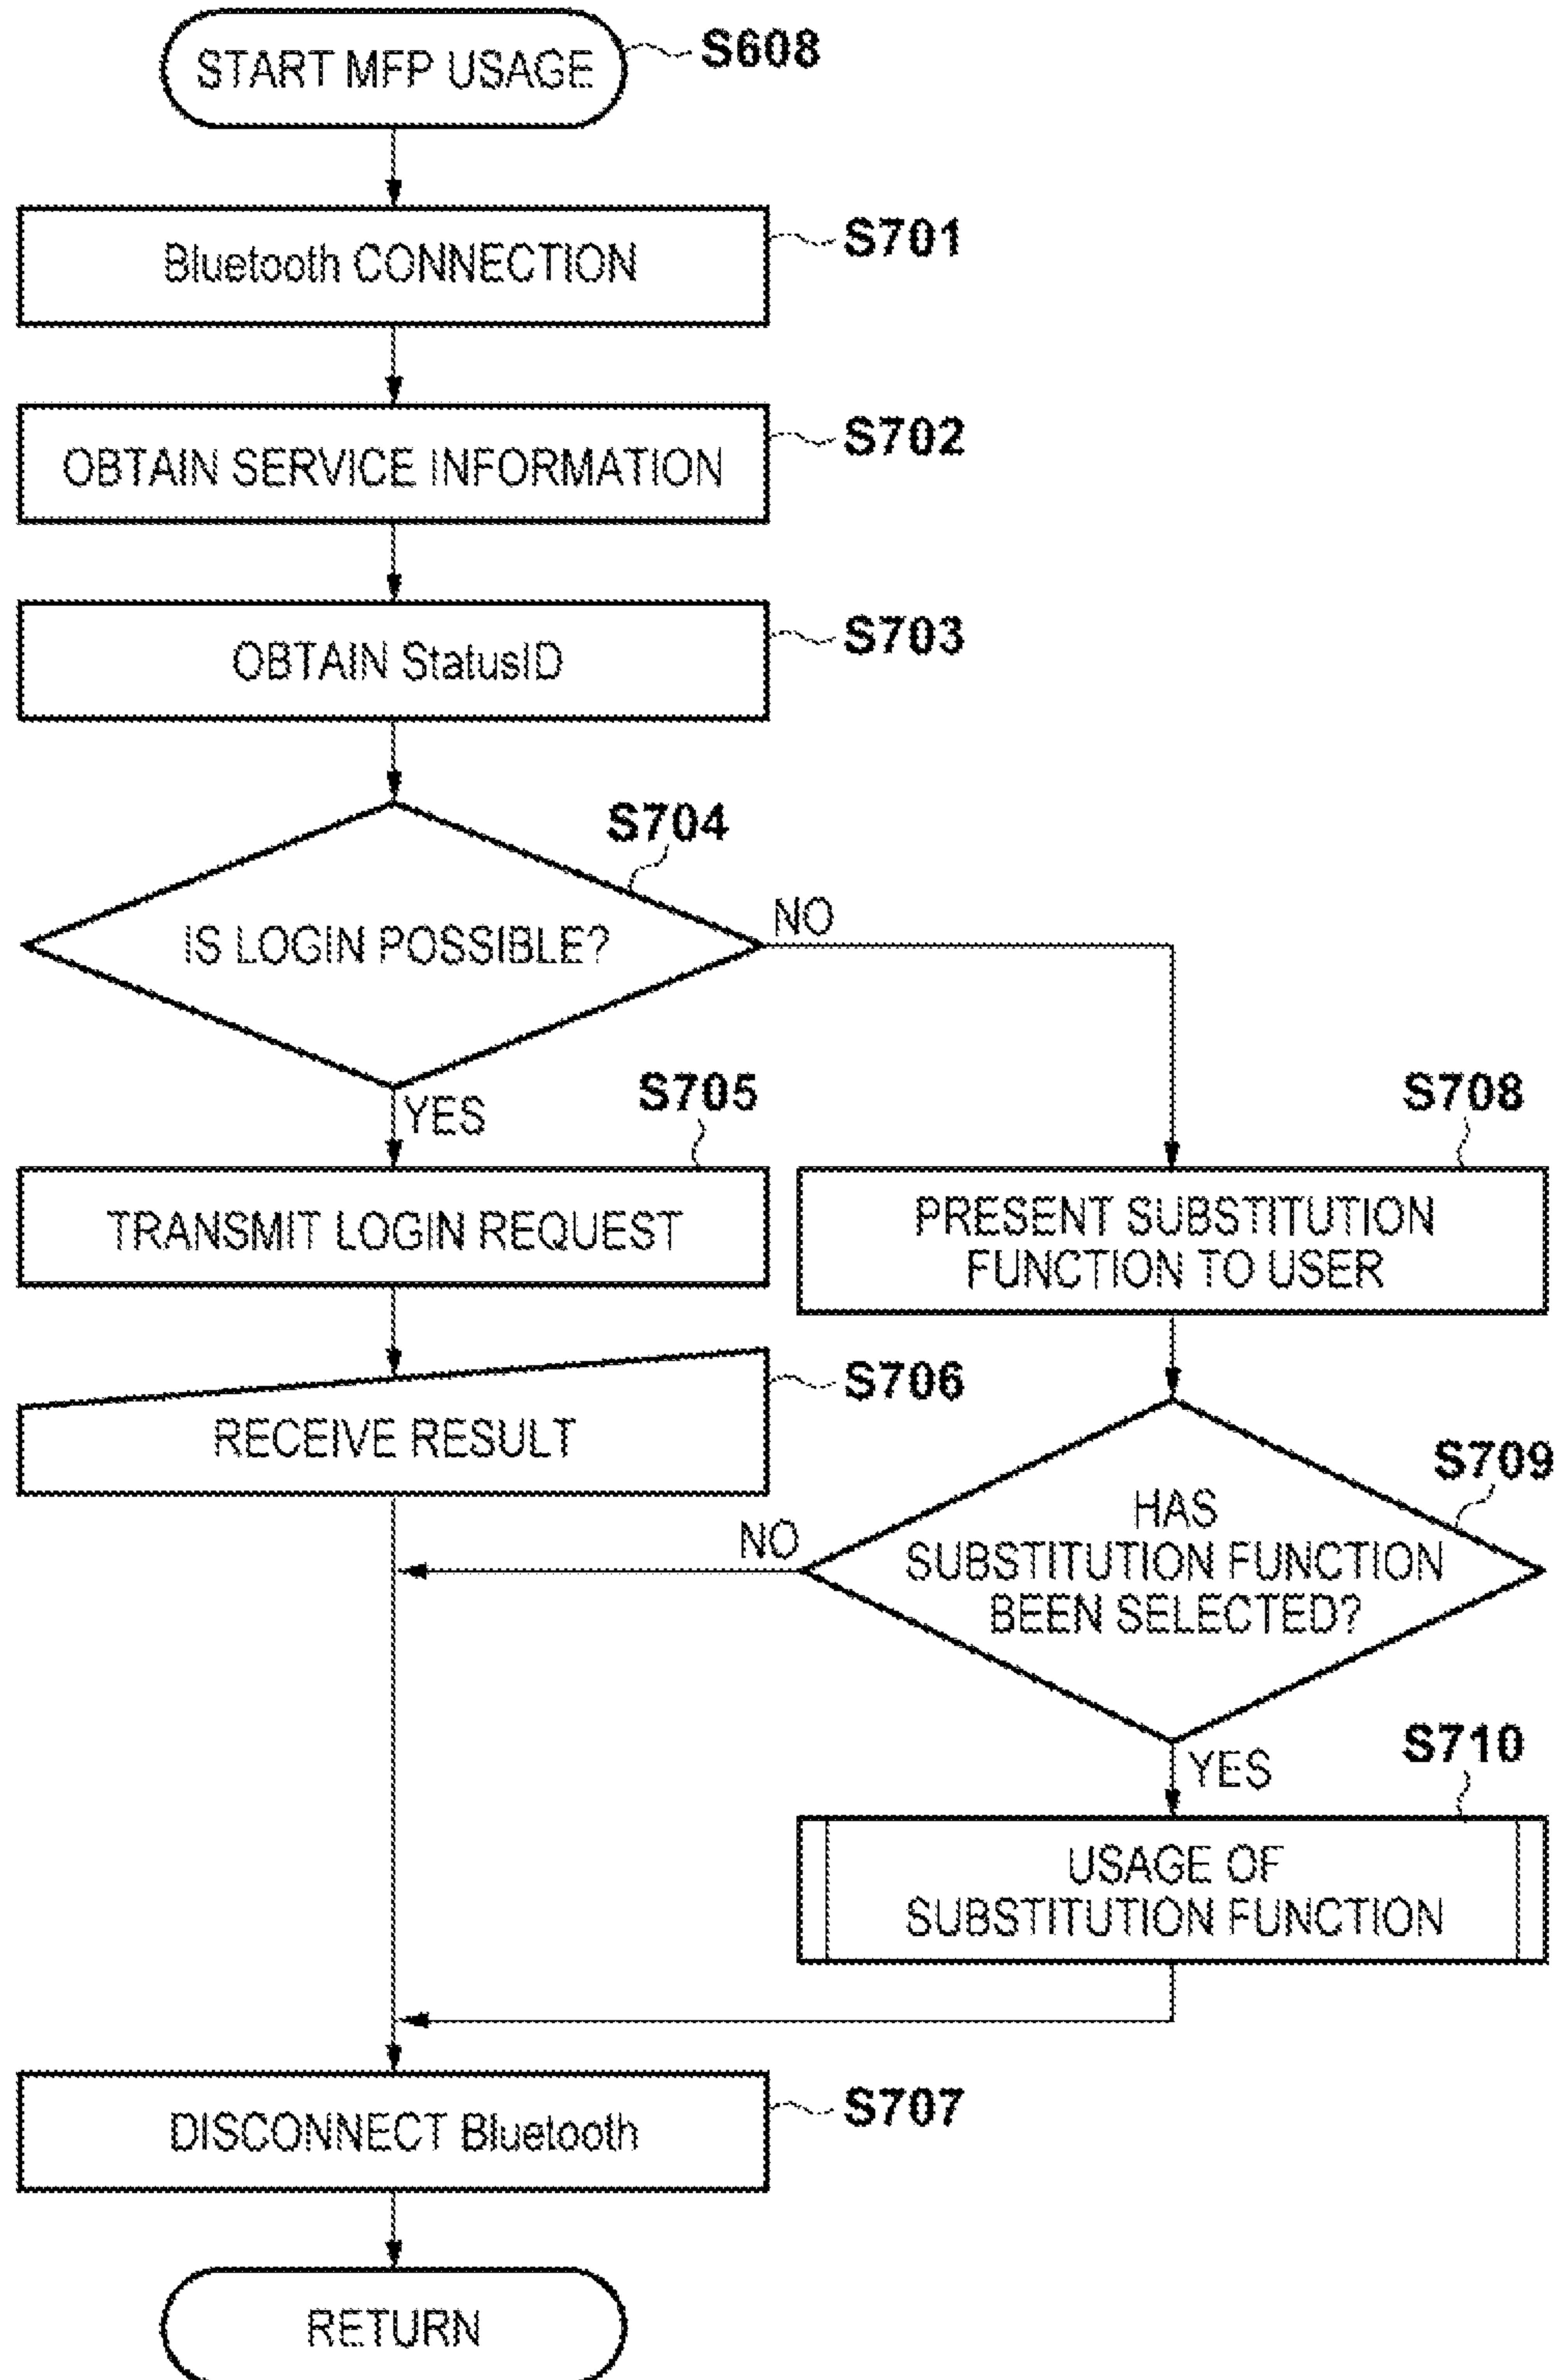 START MFP USAGE
S608
Bluetooth CONNECTION
S701
OBTAIN SERVICE INFORMATION
S702
OBTAIN StatusID
S703
S704
IS LOGIN POSSIBLE?
NO
YES
S705
TRANSMIT LOGIN REQUEST
S708
PRESENT SUBSTITUTION
FUNCTION TO USER
RECEIVE RESULT
S706
S709
HAS
SUBSTITUTION FUNCTION
BEEN SELECTED?
NO
YES
S710
USAGE OF
SUBSTITUTION FUNCTION
DISCONNECT Bluetooth
S707
RETURN